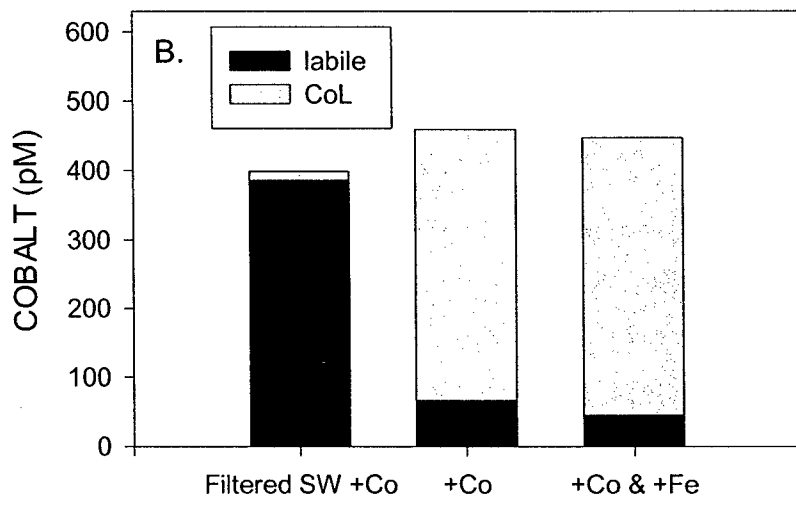 B.
labile
CoL
COBALT (pM)
600
500
400
300
200
100
0
Filtered SW +Co
+Co
+Co & +Fe